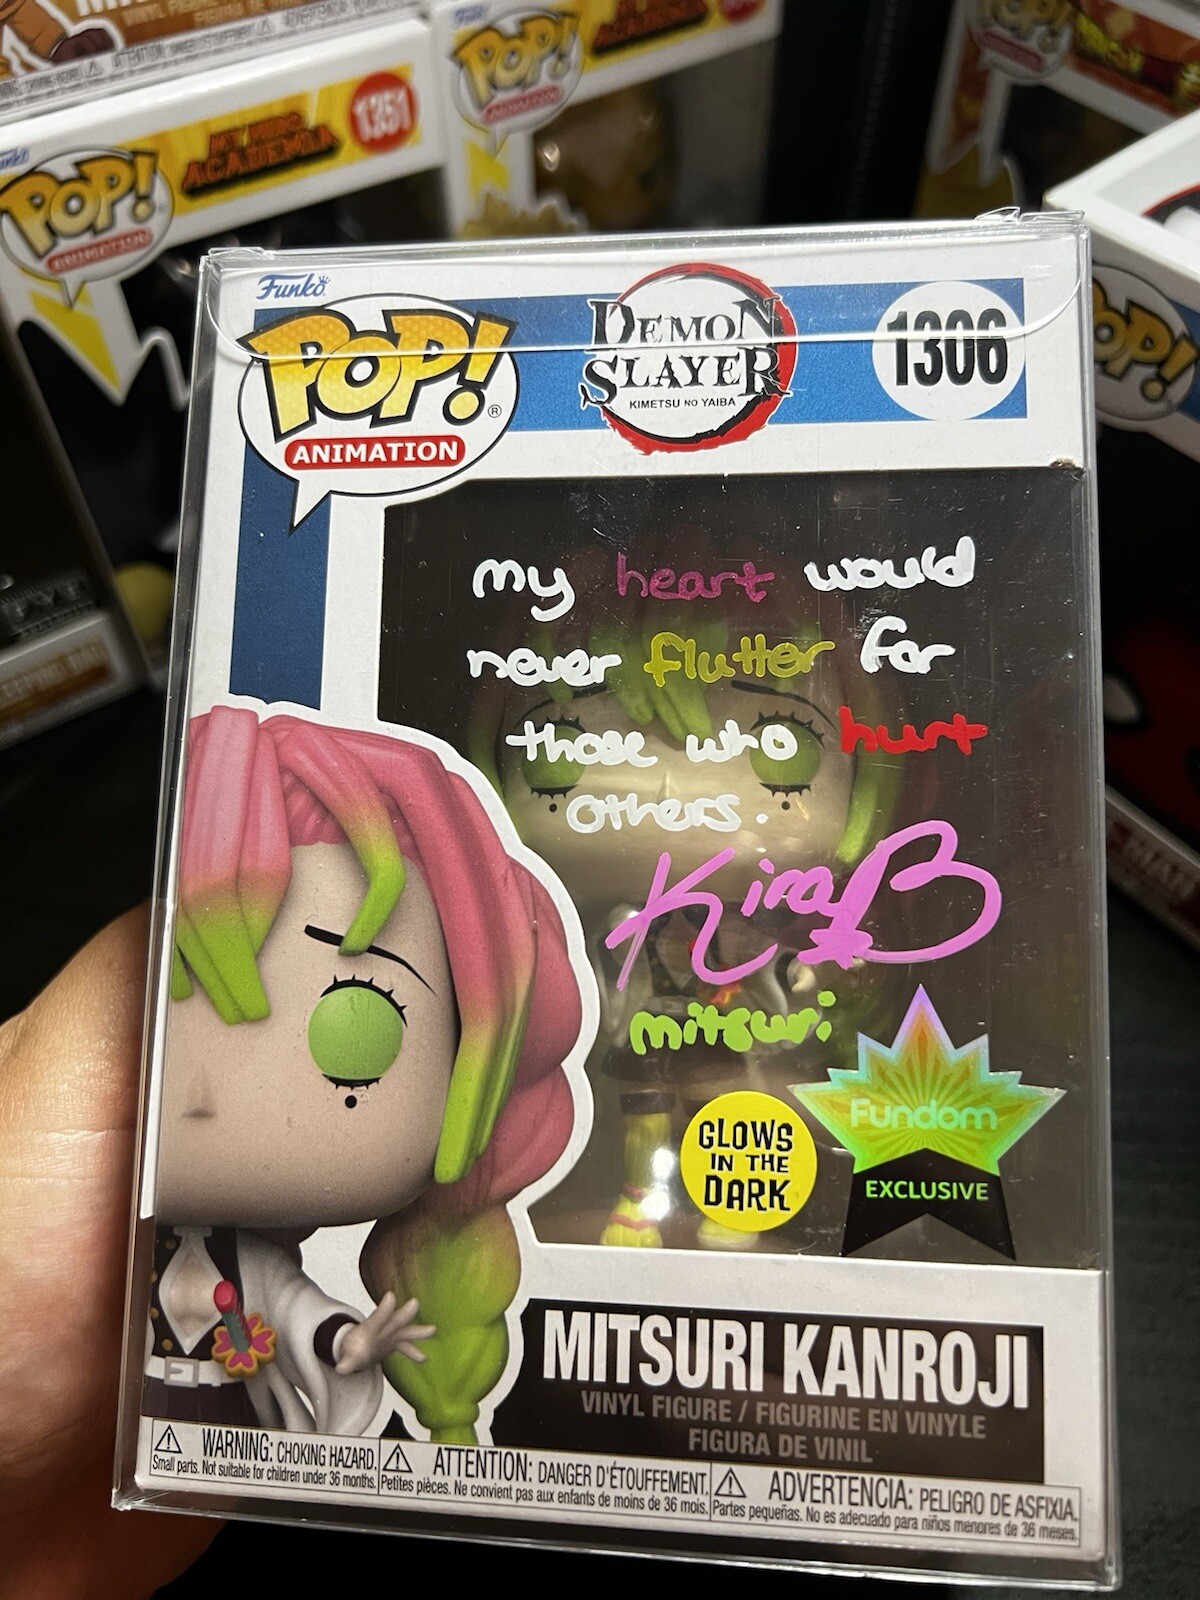 VINYL FIGURE
POP!
ANIMATION
MY HERO
ACADEMIA
1351
POP!
ANIMATION
Funko
POP!
®
ANIMATION
DEMON
SLAYER
KIMETSU NO YAIBA
1306
my heart would
never flutter for
those who hurt
others.
Kira B
mitsuri
GLOWS
IN THE
DARK
Fundom
EXCLUSIVE
MITSURI KANROJI
VINYL FIGURE / FIGURINE EN VINYLE
FIGURA DE VINIL
WARNING: CHOKING HAZARD.
Small parts. Not suitable for children under 36 months.
ATTENTION: DANGER D'ÉTOUFFEMENT.
Petites pièces. Ne convient pas aux enfants de moins de 36 mois.
ADVERTENCIA: PELIGRO DE ASFIXIA.
Partes pequeñas. No es adecuado para niños menores de 36 meses.